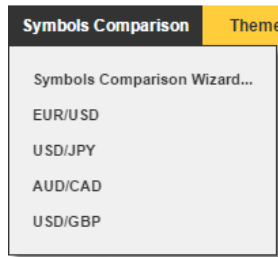 Symbols Comparison Theme
Symbols Comparison Wizard...
EUR/USD
USD/JPY
AUD/CAD
USD/GBP